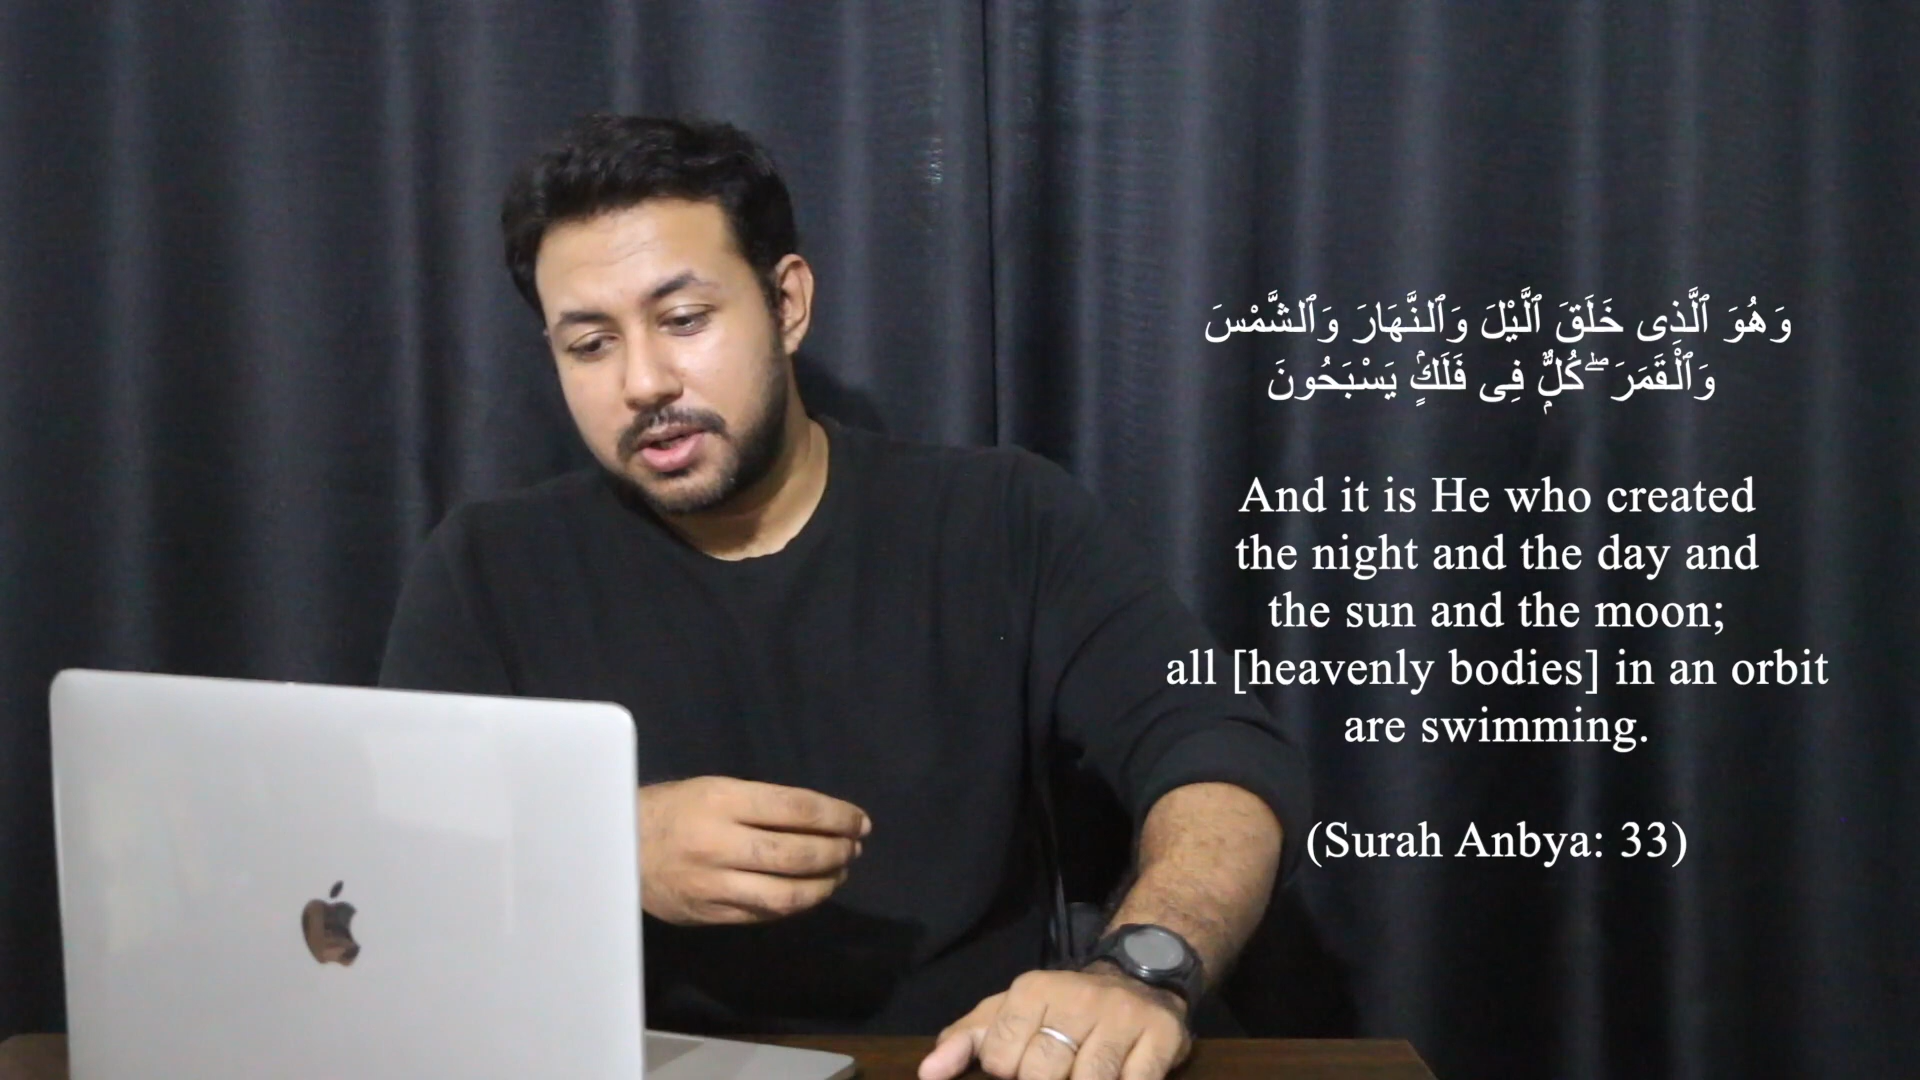 وَهُوَ ٱلَّذِى خَلَقَ ٱلَّيْلَ وَٱلنَّهَارَ وَٱلشَّمْسَ
وَٱلْقَمَرَ ۖ كُلٌّۭ فِى فَلَكٍۢ يَسْبَحُونَ
And it is He who created
the night and the day and
the sun and the moon;
all [heavenly bodies] in an orbit
are swimming.
(Surah Anbya: 33)